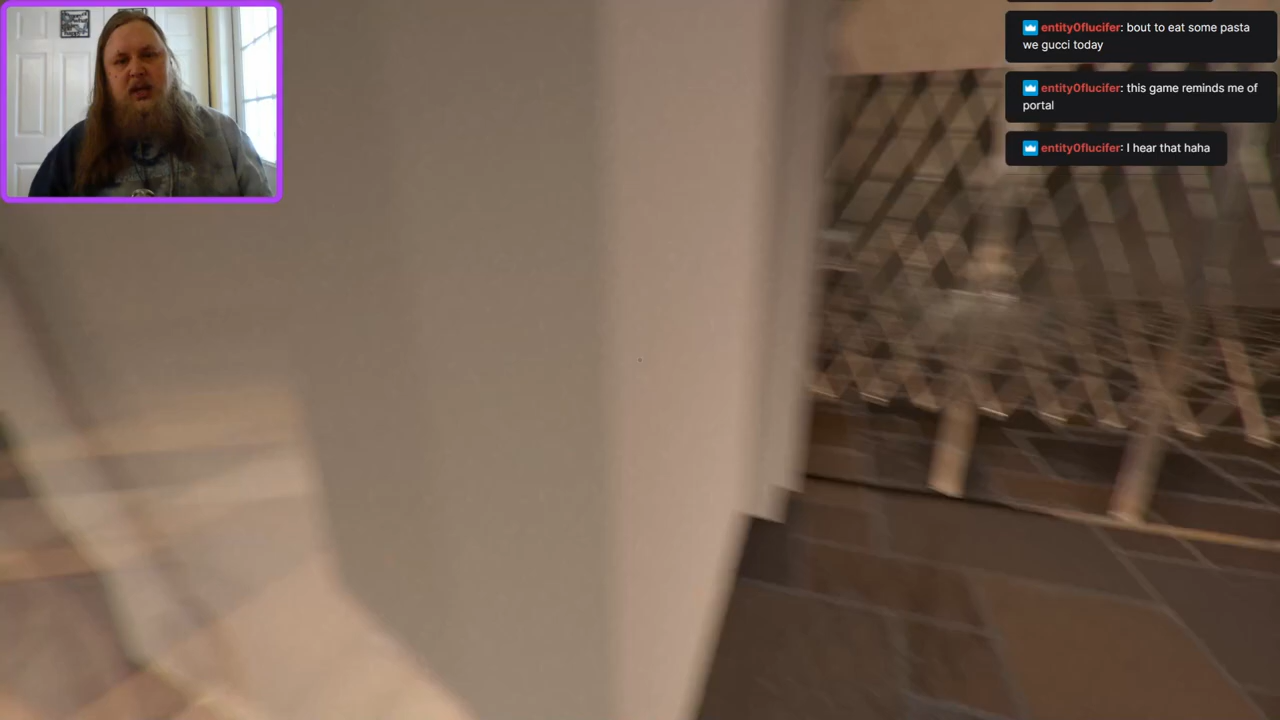 entity0flucifer: bout to eat some pasta
we gucci today
entity0flucifer: this game reminds me of
portal
entity0flucifer: I hear that haha